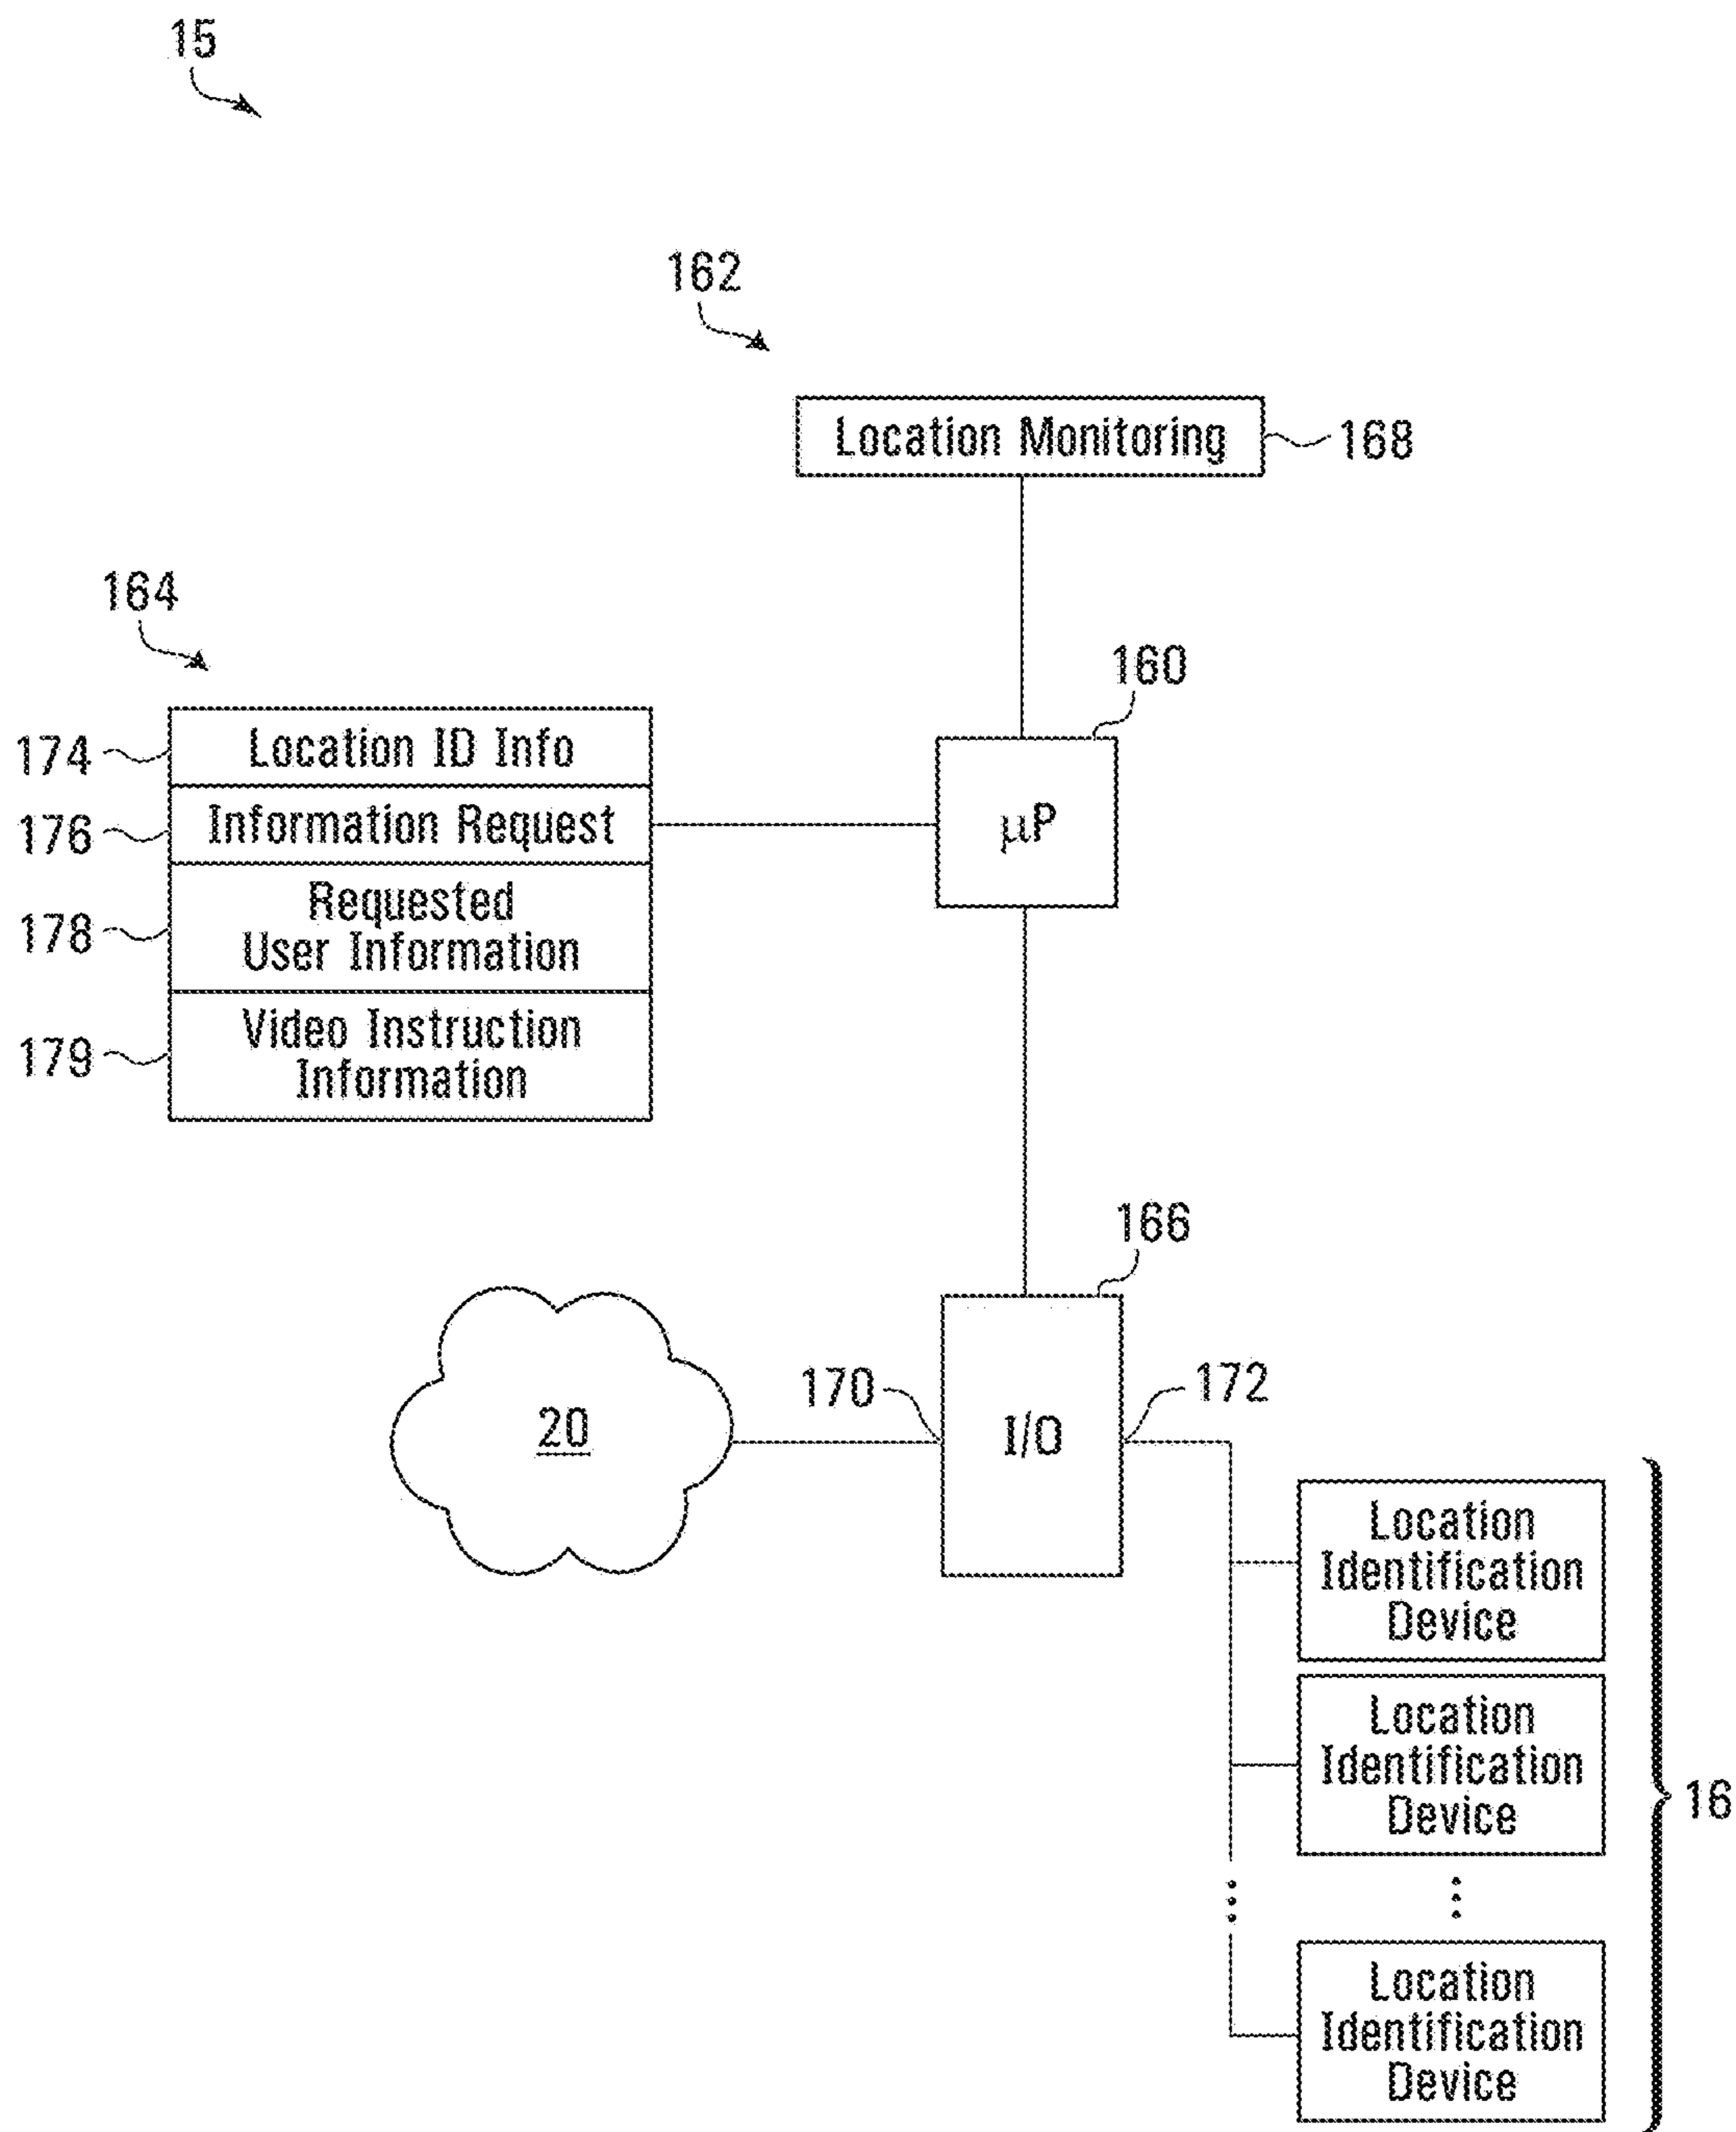 15
162
Location Monitoring
168
164
160
174
Location ID Info
176
Information Request
μP
178
Requested
User Information
179
Video Instruction
Information
166
170
172
20
I/O
Location
Identification
Device
Location
Identification
Device
16
Location
Identification
Device